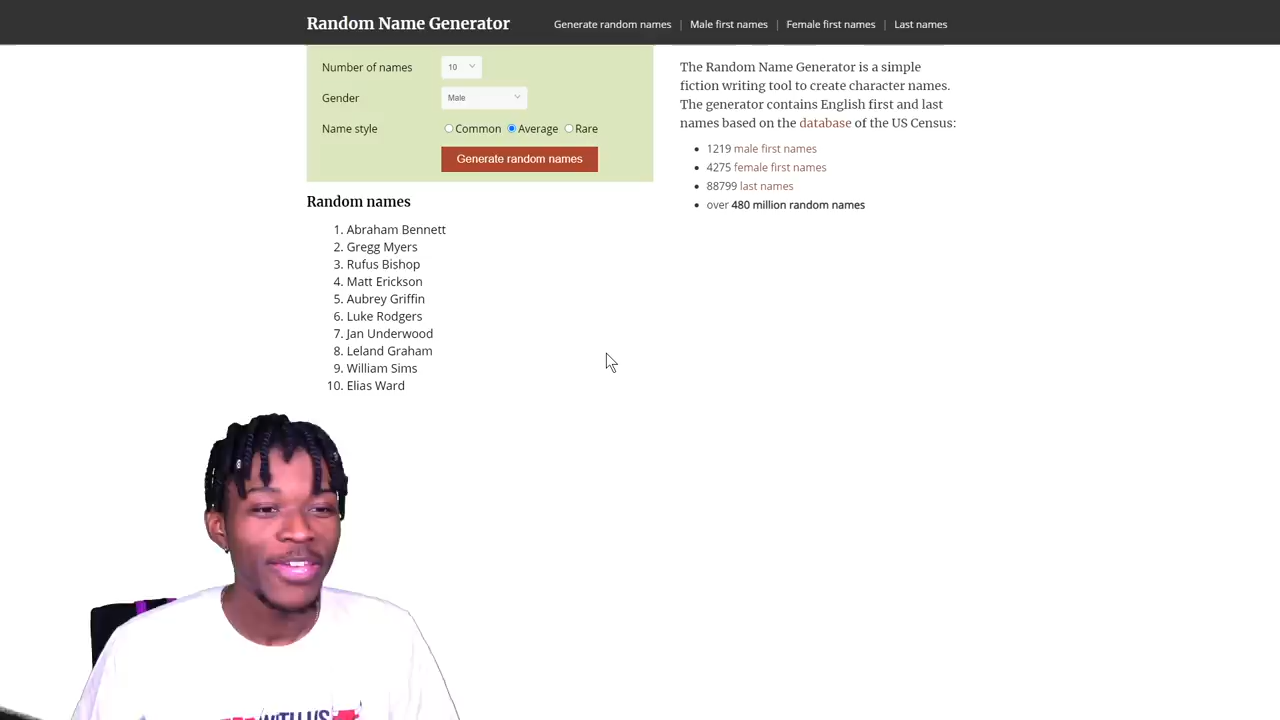 Random Name Generator
Generate random names | Male first names | Female first names | Last names
Number of names 10
Gender Male
Name style Common Average Rare
Generate random names
Random names
1. Abraham Bennett
2. Gregg Myers
3. Rufus Bishop
4. Matt Erickson
5. Aubrey Griffin
6. Luke Rodgers
7. Jan Underwood
8. Leland Graham
9. William Sims
10. Elias Ward
The Random Name Generator is a simple
fiction writing tool to create character names.
The generator contains English first and last
names based on the database of the US Census:
1219 male first names
4275 female first names
88799 last names
over 480 million random names
WITH US